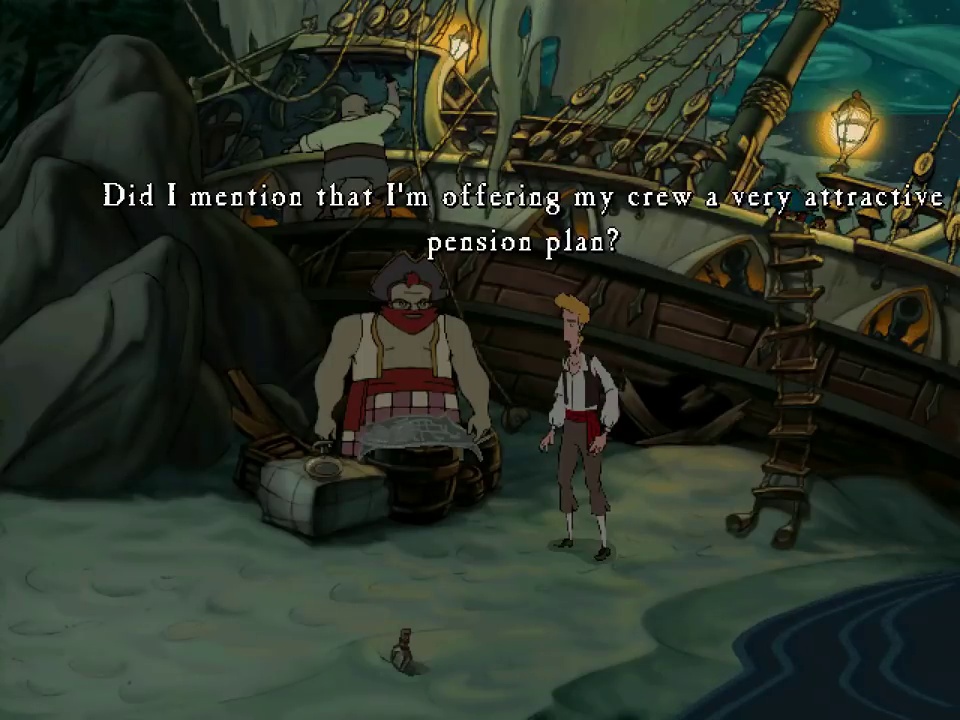 Did I mention that I'm offering my crew a very attractive
pension plan?